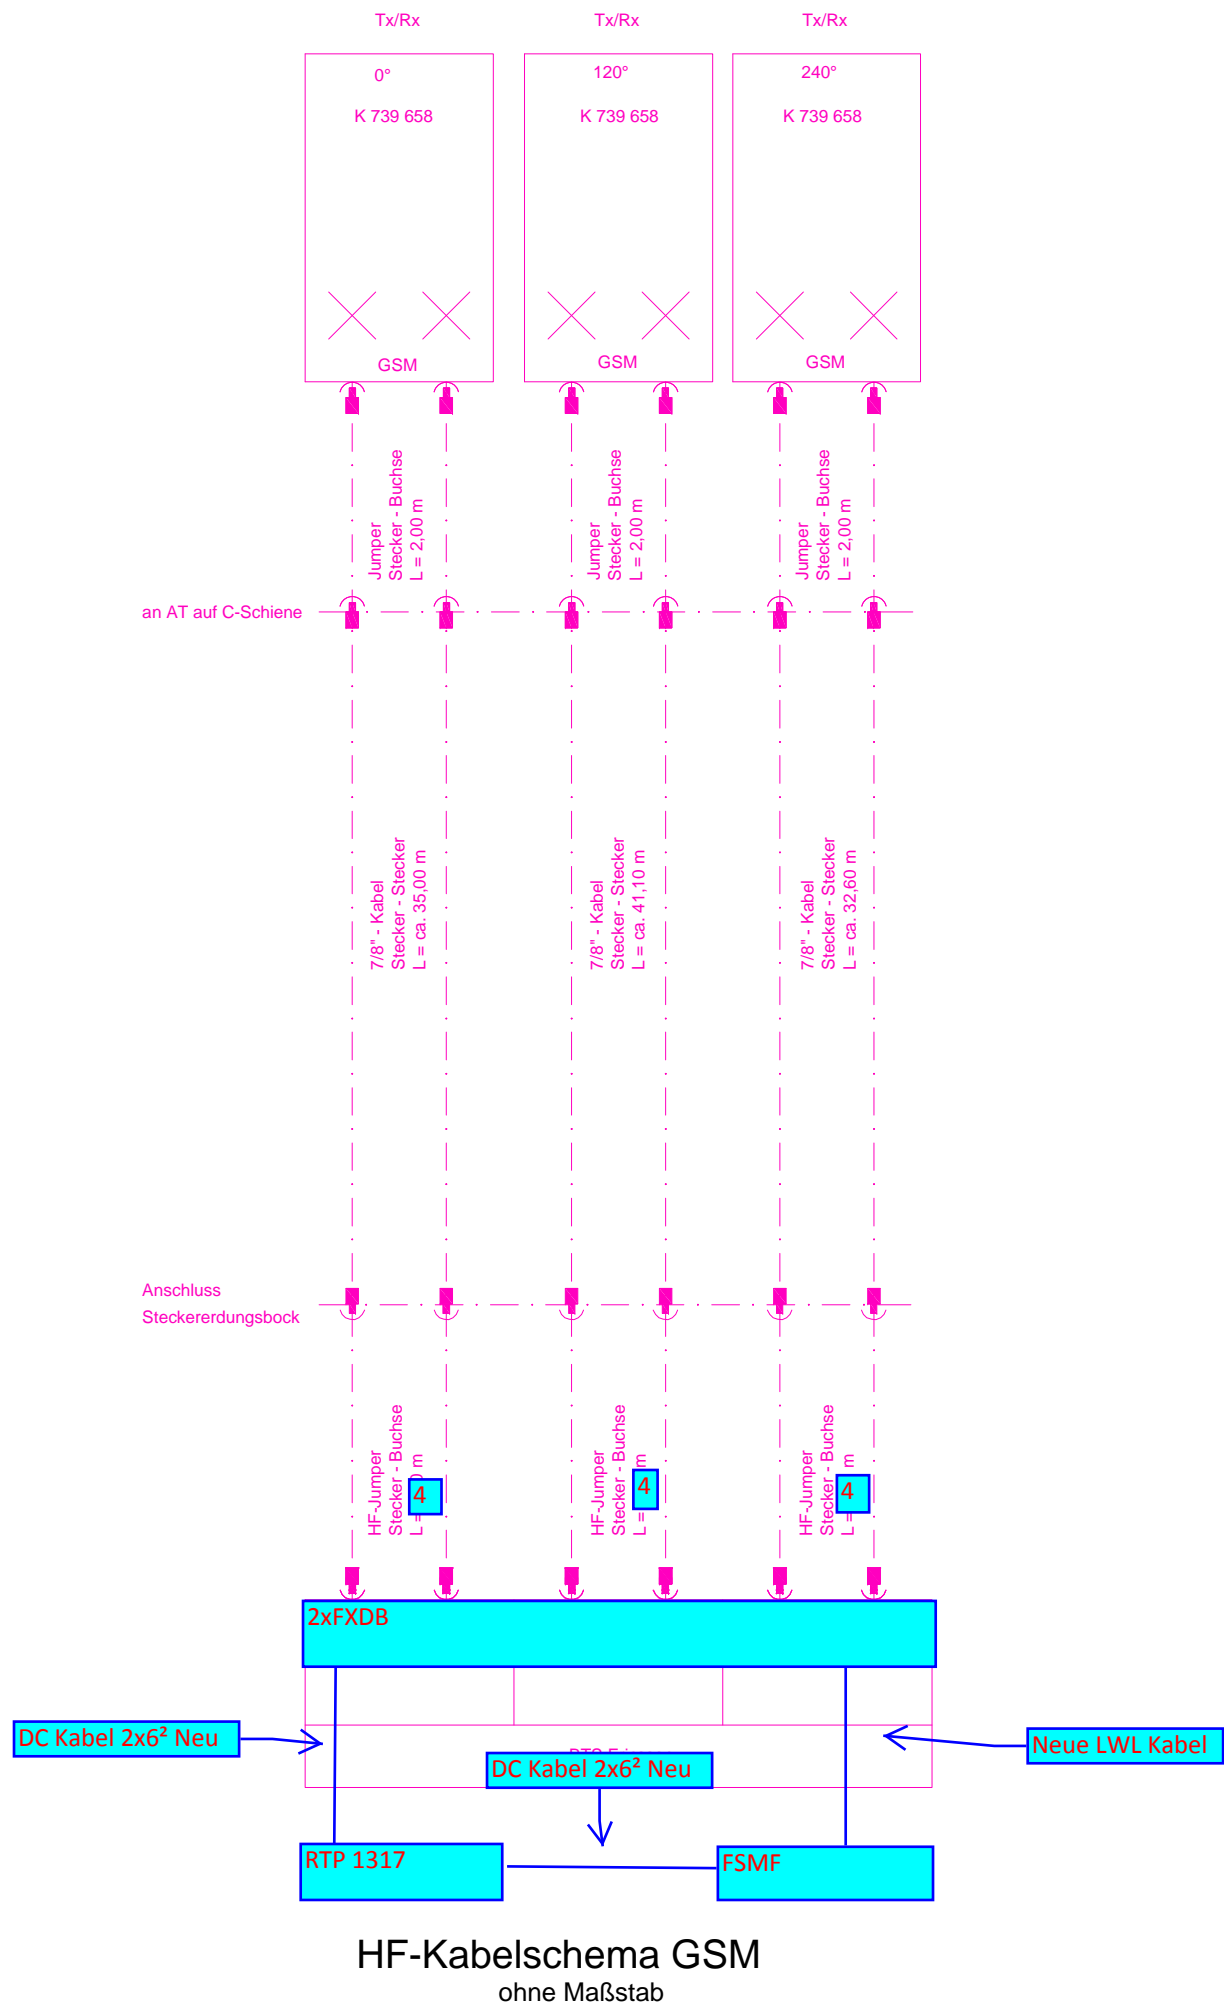 Tx/Rx
Tx/Rx
Tx/Rx
0°
120°
240°
K 739 658
K 739 658
K 739 658
GSM
GSM
GSM
Jumper
Stecker - Buchse
L = 2,00 m
Jumper
Stecker - Buchse
L = 2,00 m
Jumper
Stecker - Buchse
L = 2,00 m
an AT auf C-Schiene
7/8" - Kabel
Stecker - Stecker
L = ca. 35,00 m
7/8" - Kabel
Stecker - Stecker
L = ca. 41,10 m
7/8" - Kabel
Stecker - Stecker
L = ca. 32,60 m
Anschluss
Steckererdungsbock
HF-Jumper
Stecker - Buchse
L = 4 m
HF-Jumper
Stecker - Buchse
L = 4 m
HF-Jumper
Stecker - Buchse
L = 4 m
2xFXDB
DC Kabel 2x6² Neu
DC Kabel 2x6² Neu
Neue LWL Kabel
RTP 1317
FSMF
HF-Kabelschema GSM
ohne Maßstab